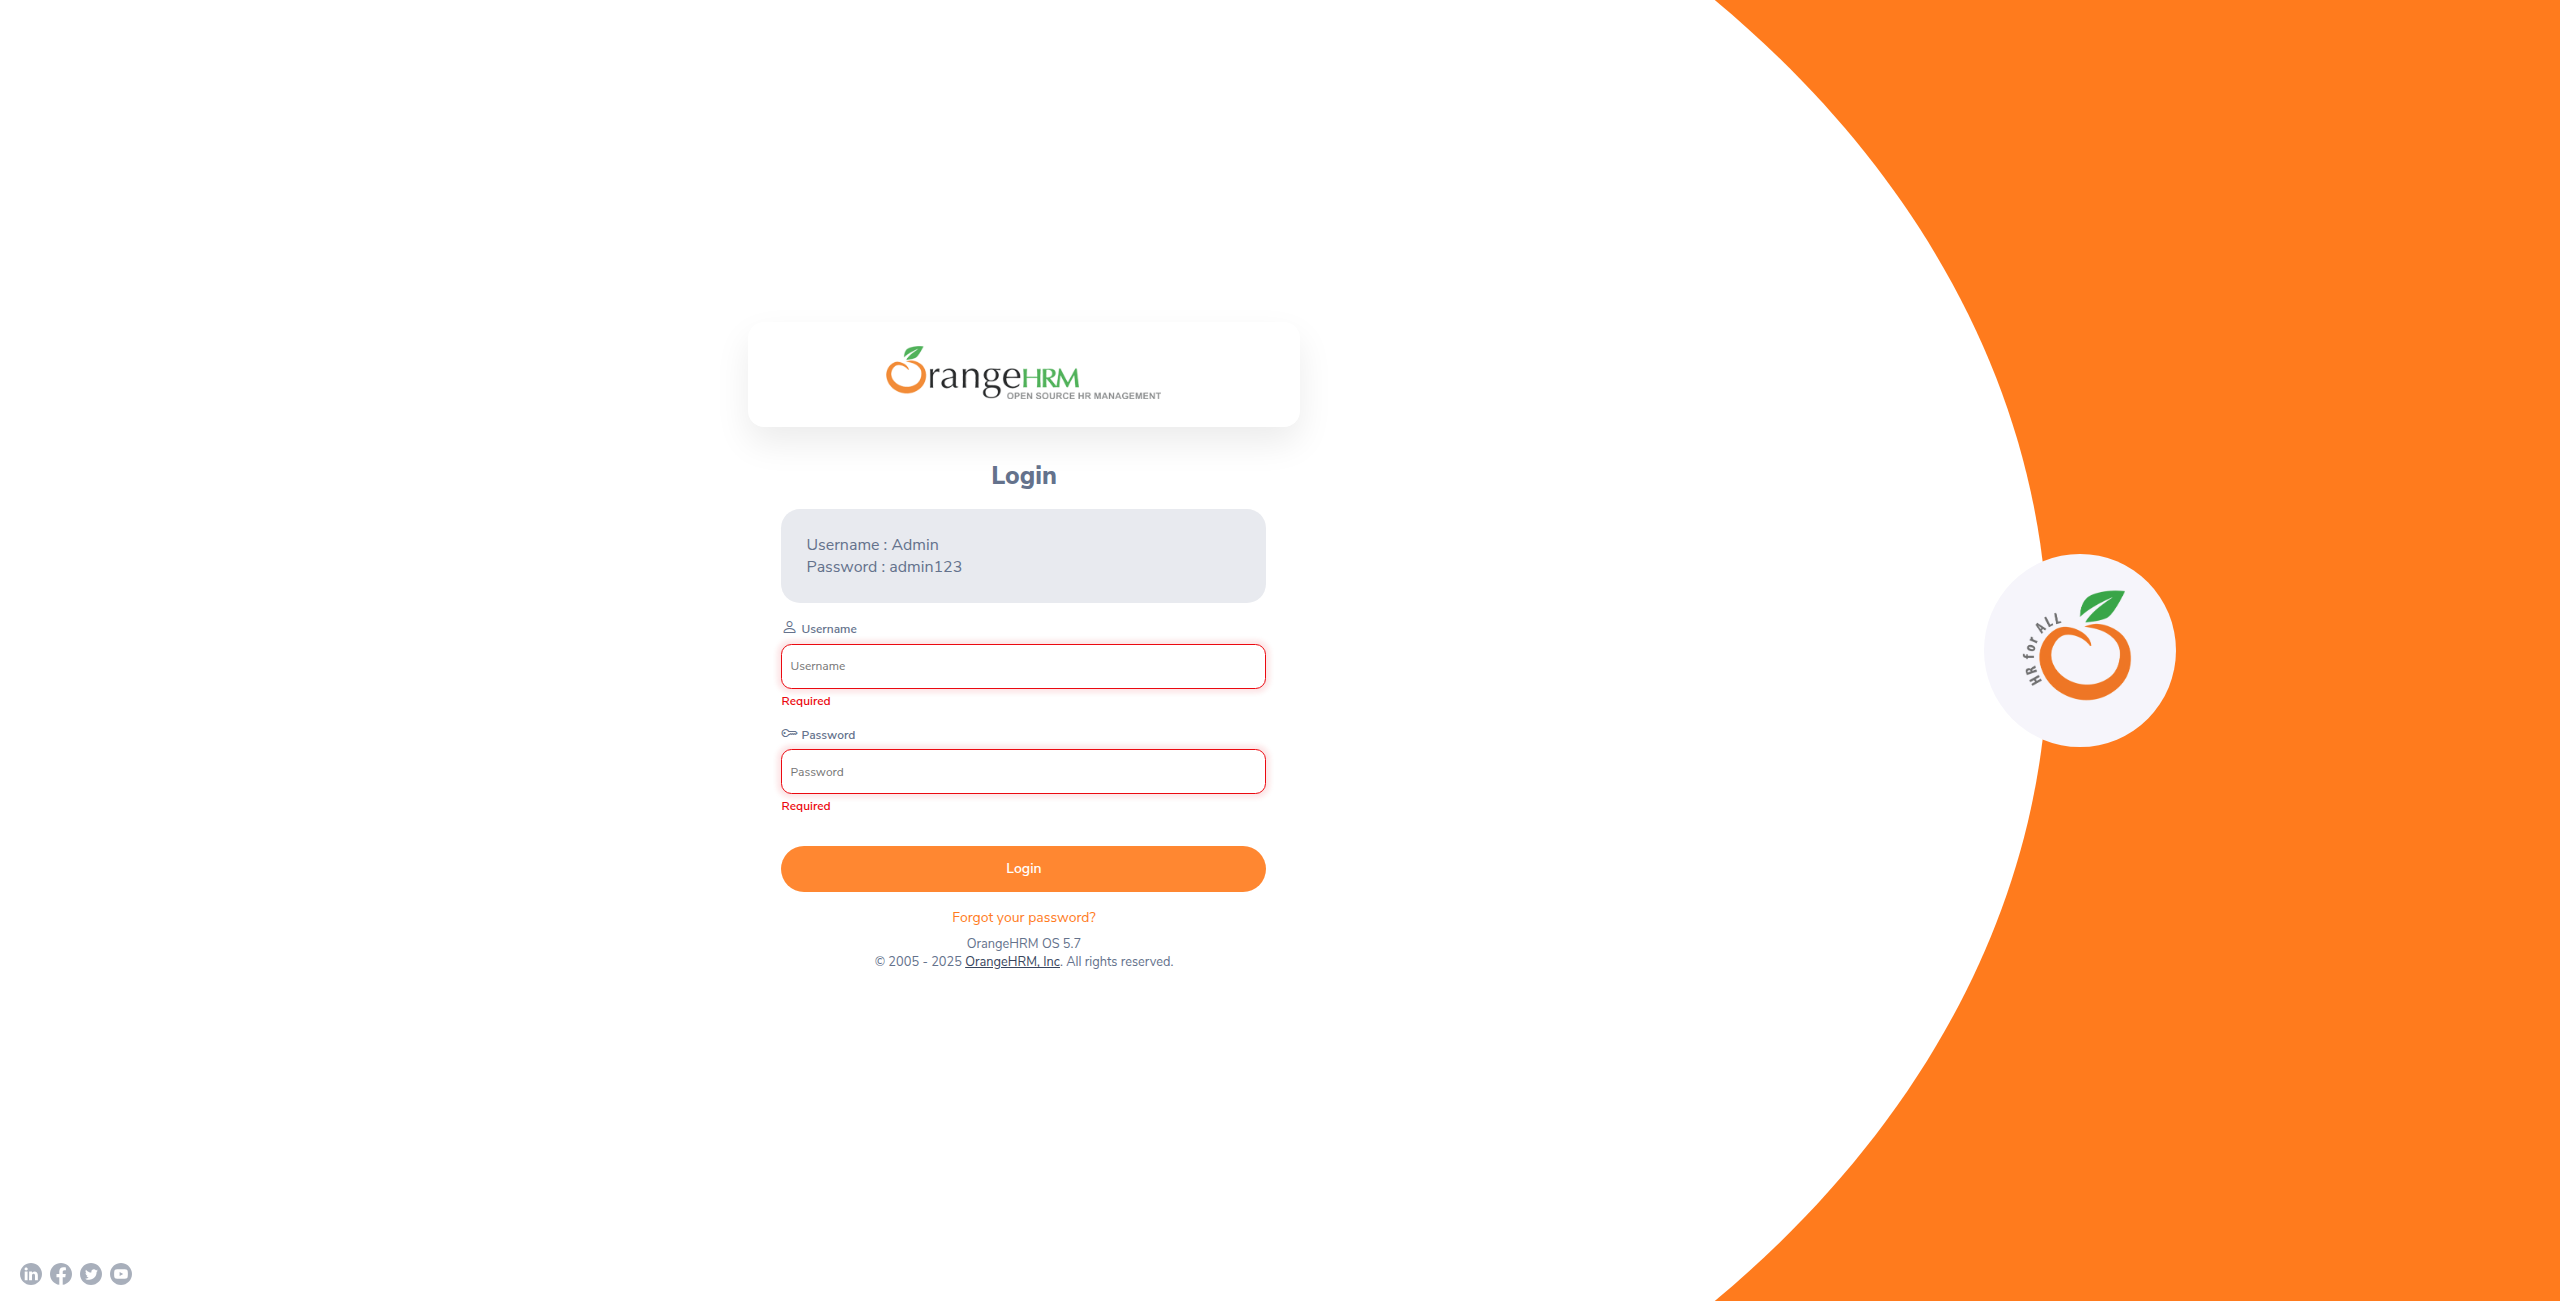 OrangeHRM
OPEN SOURCE HR MANAGEMENT
Login
Username : Admin
Password : admin123
Username
Username
Required
Password
Password
Required
Login
Forgot your password?
OrangeHRM OS 5.7
© 2005 - 2025 OrangeHRM, Inc. All rights reserved.
HR for ALL
in